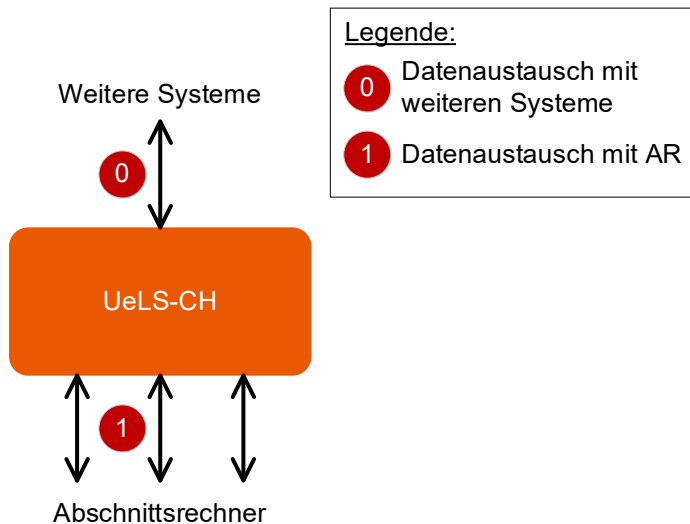 Legende:
0
Datenaustausch mit
weiteren Systeme
1
Datenaustausch mit AR
Weitere Systeme
0
UeLS-CH
1
Abschnittsrechner